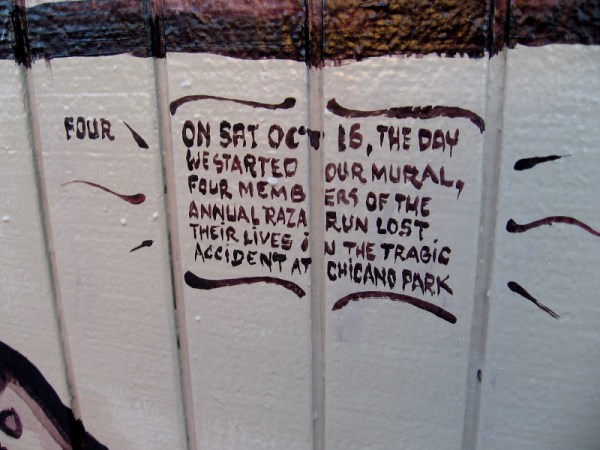 FOUR
ON SAT OCT 16, THE DAY
WE STARTED OUR MURAL,
FOUR MEMBERS OF THE
ANNUAL RAZA RUN LOST
THEIR LIVES IN THE TRAGIC
ACCIDENT AT CHICANO PARK